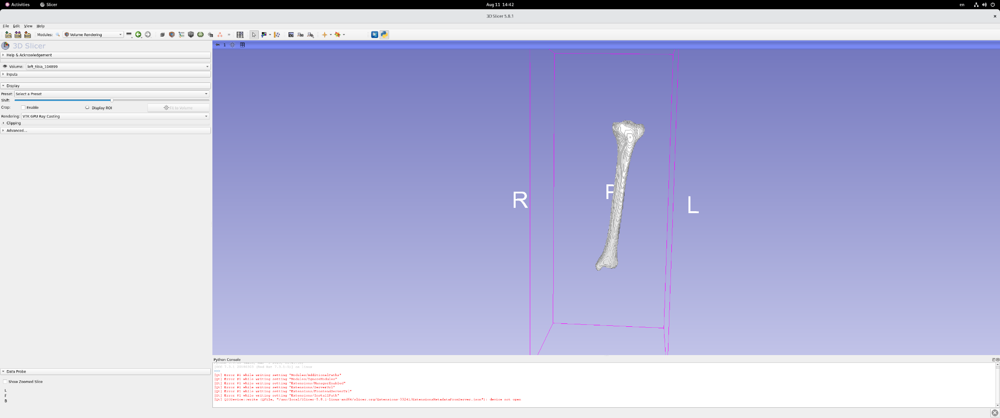 Activities Slicer Aug 11 14:42 en
3D Slicer 5.8.1
File Edit View Help
DATA DCM SAVE Modules: Volume Rendering »
3D Slicer 1
Help & Acknowledgement
Volume: left_tibia_104899
Inputs
Display
Preset: Select a Preset
Shift:
Crop: Enable Display ROI Fit to Volume
Rendering: VTK GPU Ray Casting
Clipping
Advanced...
R L
Python Console
[GCC 7.3.1 20180303 (Red Hat 7.3.1-5)] on linux
>>>
[Qt] Error #1 while writing setting "Modules/AdditionalPaths"
[Qt] Error #1 while writing setting "Modules/IgnoreModules"
[Qt] Error #1 while writing setting "Extensions/ManagerEnabled"
[Qt] Error #1 while writing setting "Extensions/ServerUrl"
[Qt] Error #1 while writing setting "Extensions/FrontendServerUrl"
[Qt] Error #1 while writing setting "Extensions/InstallPath"
[Qt] QIODevice::write (QFile, "/usr/local/Slicer-5.8.1-linux-amd64/slicer.org/Extensions-33241/ExtensionsMetadataFromServer.json"): device not open
Data Probe
Show Zoomed Slice
L
F
B